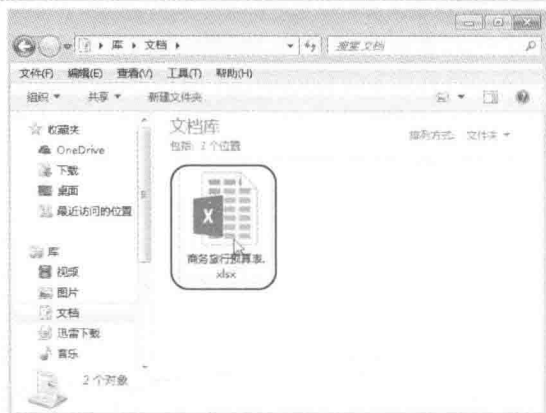 库 ▸ 文档 ▸
搜索 文档
文件(F) 编辑(E) 查看(V) 工具(T) 帮助(H)
组织 共享 新建文件夹
收藏夹
OneDrive
下载
桌面
最近访问的位置
库
视频
图片
文档
迅雷下载
音乐
文档库
包括: 2 个位置
排列方式: 文件夹
商务旅行预算表.
xlsx
2 个对象